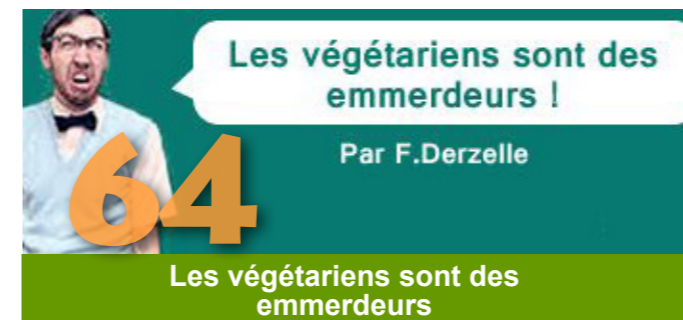 Les végétariens sont des
emmerdeurs !
Par F.Derzelle
64
Les végétariens sont des
emmerdeurs